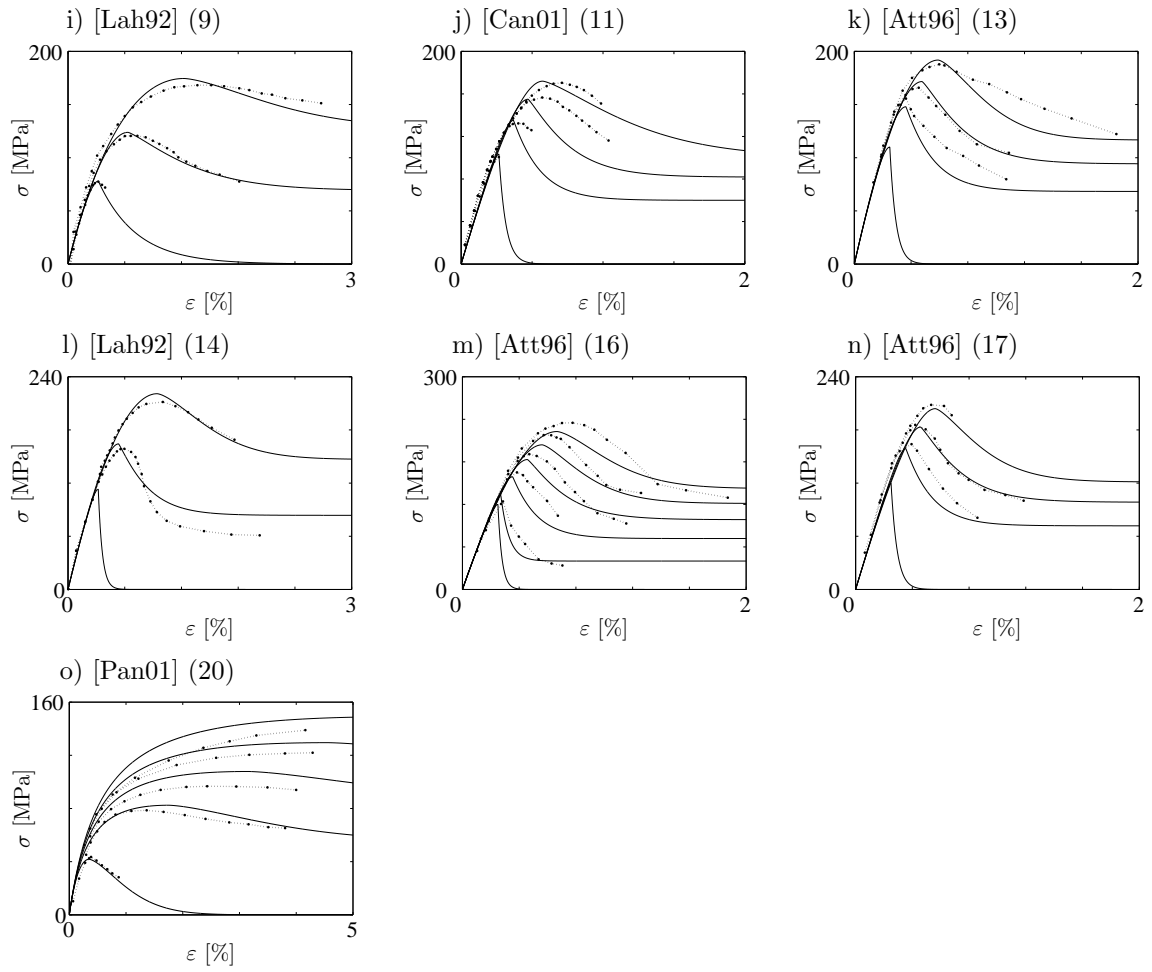 i) [Lah92] (9)
200
σ [MPa]
0
0
3
ε [%]
j) [Can01] (11)
200
σ [MPa]
0
0
2
ε [%]
k) [Att96] (13)
200
σ [MPa]
0
0
2
ε [%]
l) [Lah92] (14)
240
σ [MPa]
0
0
3
ε [%]
m) [Att96] (16)
300
σ [MPa]
0
0
2
ε [%]
n) [Att96] (17)
240
σ [MPa]
0
0
2
ε [%]
o) [Pan01] (20)
160
σ [MPa]
0
0
5
ε [%]